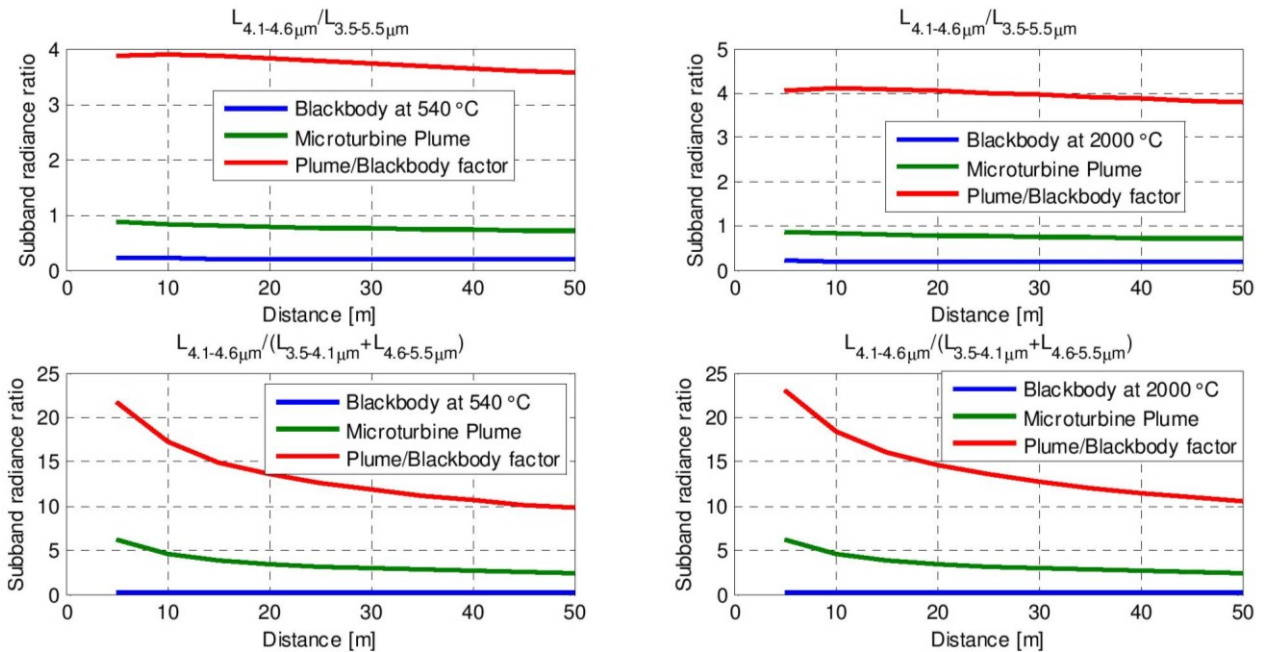 L4.1-4.6μm/L3.5-5.5μm
Subband radiance ratio
4
3
2
1
0
Blackbody at 540 °C
Microturbine Plume
Plume/Blackbody factor
0 10 20 30 40 50
Distance [m]
L4.1-4.6μm/L3.5-5.5μm
Subband radiance ratio
5
4
3
2
1
0
Blackbody at 2000 °C
Microturbine Plume
Plume/Blackbody factor
0 10 20 30 40 50
Distance [m]
L4.1-4.6μm/(L3.5-4.1μm+L4.6-5.5μm)
Subband radiance ratio
25
20
15
10
5
0
Blackbody at 540 °C
Microturbine Plume
Plume/Blackbody factor
0 10 20 30 40 50
Distance [m]
L4.1-4.6μm/(L3.5-4.1μm+L4.6-5.5μm)
Subband radiance ratio
25
20
15
10
5
0
Blackbody at 2000 °C
Microturbine Plume
Plume/Blackbody factor
0 10 20 30 40 50
Distance [m]